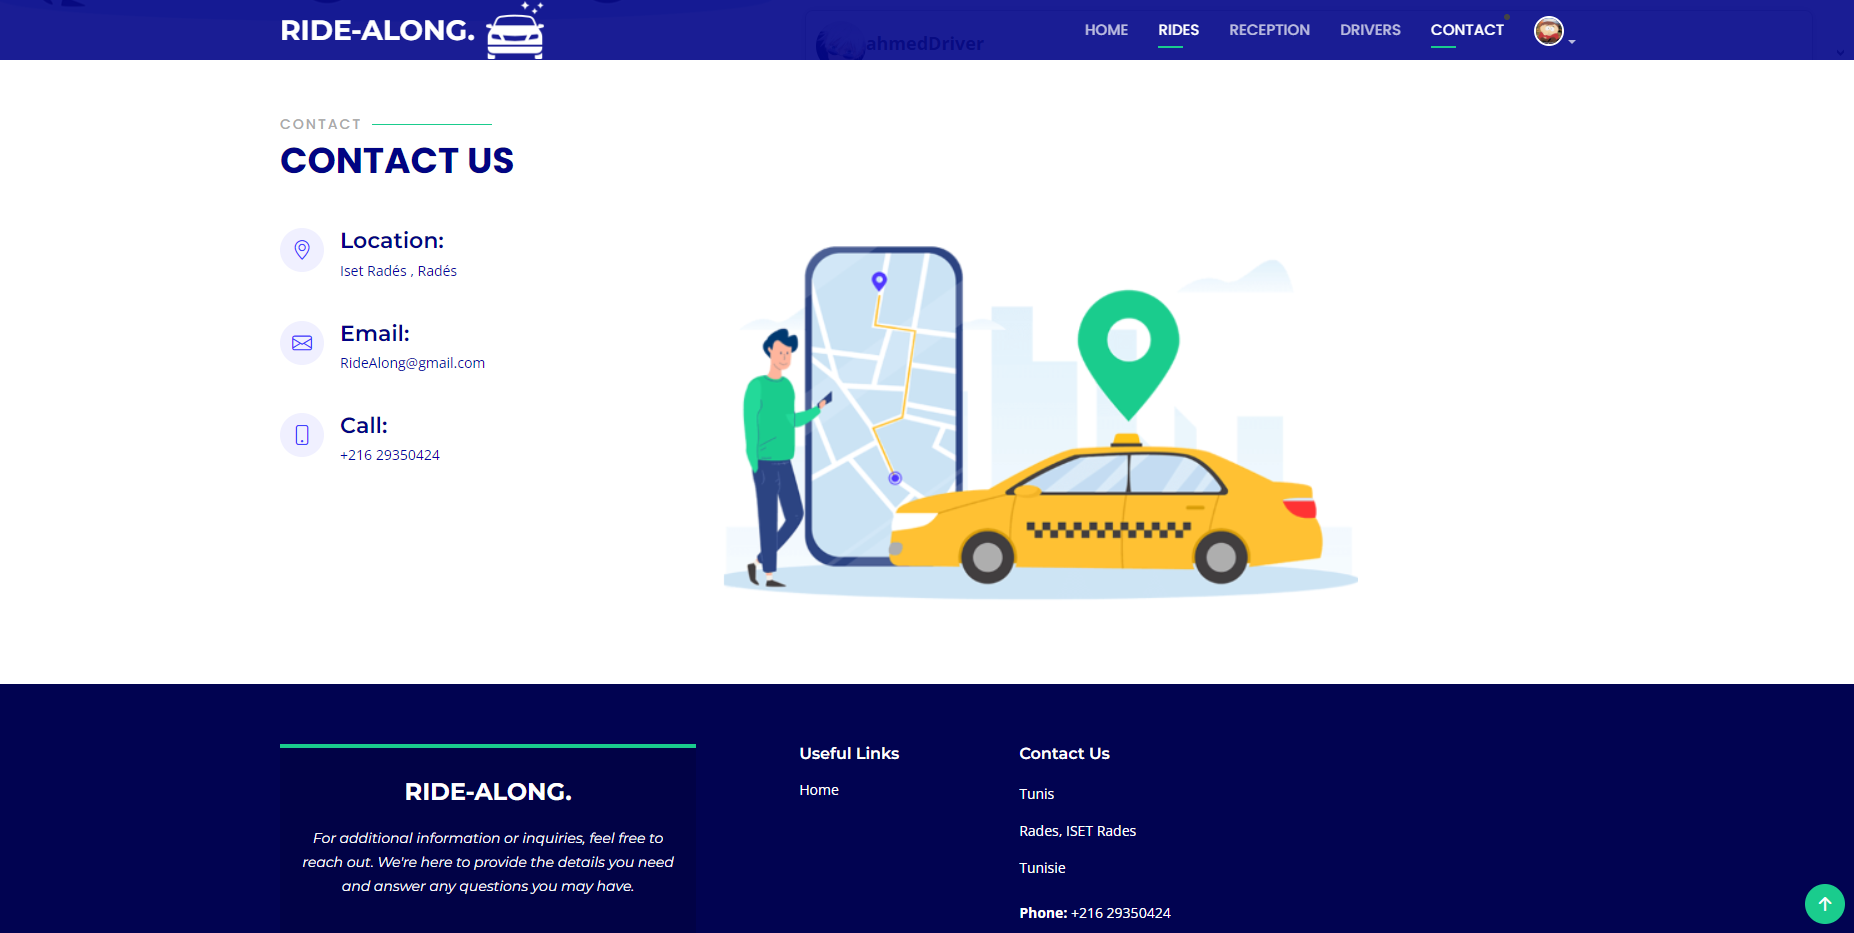 RIDE-ALONG.
ahmedDriver
HOME
RIDES
RECEPTION
DRIVERS
CONTACT
CONTACT
CONTACT US
Location:
Iset Radés , Radés
Email:
RideAlong@gmail.com
Call:
+216 29350424
RIDE-ALONG.
For additional information or inquiries, feel free to
reach out. We're here to provide the details you need
and answer any questions you may have.
Useful Links
Home
Contact Us
Tunis
Rades, ISET Rades
Tunisie
Phone: +216 29350424